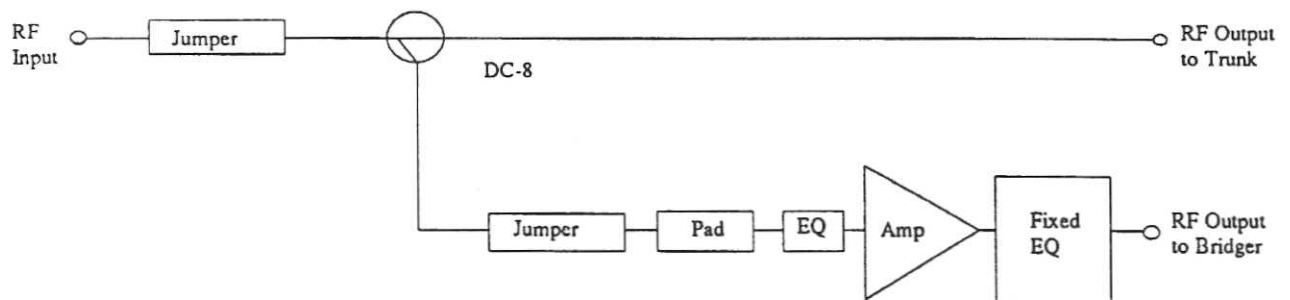 RF
Input
Jumper
DC-8
RF Output
to Trunk
Jumper
Pad
EQ
Amp
Fixed
EQ
RF Output
to Bridger